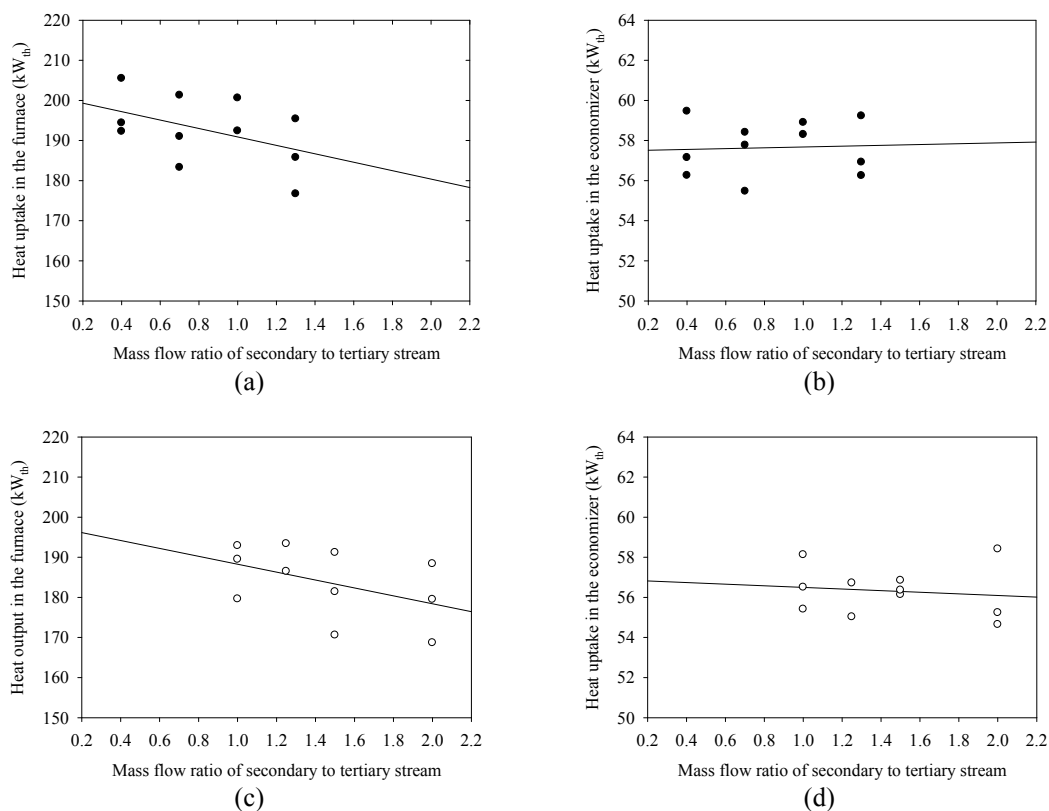 220
210
200
190
180
170
160
150
Heat uptake in the furnace (kWth)
0.2 0.4 0.6 0.8 1.0 1.2 1.4 1.6 1.8 2.0 2.2
Mass flow ratio of secondary to tertiary stream
(a)
64
62
60
58
56
54
52
50
Heat uptake in the economizer (kWth)
0.2 0.4 0.6 0.8 1.0 1.2 1.4 1.6 1.8 2.0 2.2
Mass flow ratio of secondary to tertiary stream
(b)
220
210
200
190
180
170
160
150
Heat output in the furnace (kWth)
0.2 0.4 0.6 0.8 1.0 1.2 1.4 1.6 1.8 2.0 2.2
Mass flow ratio of secondary to tertiary stream
(c)
64
62
60
58
56
54
52
50
Heat uptake in the economizer (kWth)
0.2 0.4 0.6 0.8 1.0 1.2 1.4 1.6 1.8 2.0 2.2
Mass flow ratio of secondary to tertiary stream
(d)